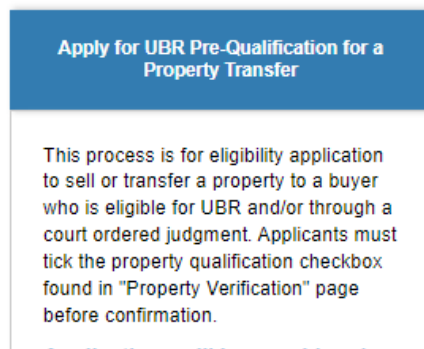 Apply for UBR Pre-Qualification for a
Property Transfer
This process is for eligibility application
to sell or transfer a property to a buyer
who is eligible for UBR and/or through a
court ordered judgment. Applicants must
tick the property qualification checkbox
found in "Property Verification" page
before confirmation.